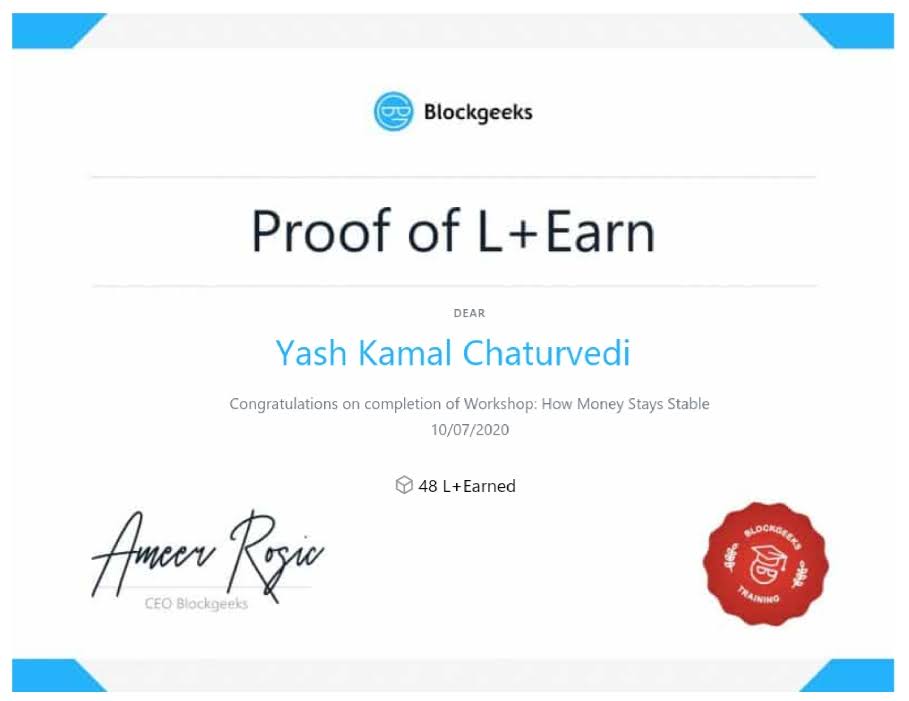 Blockgeeks
Proof of L+Earn
DEAR
Yash Kamal Chaturvedi
Congratulations on completion of Workshop: How Money Stays Stable
10/07/2020
48 L+Earned
Ameer Rosic
CEO Blockgeeks
BLOCKGEEKS
TRAINING